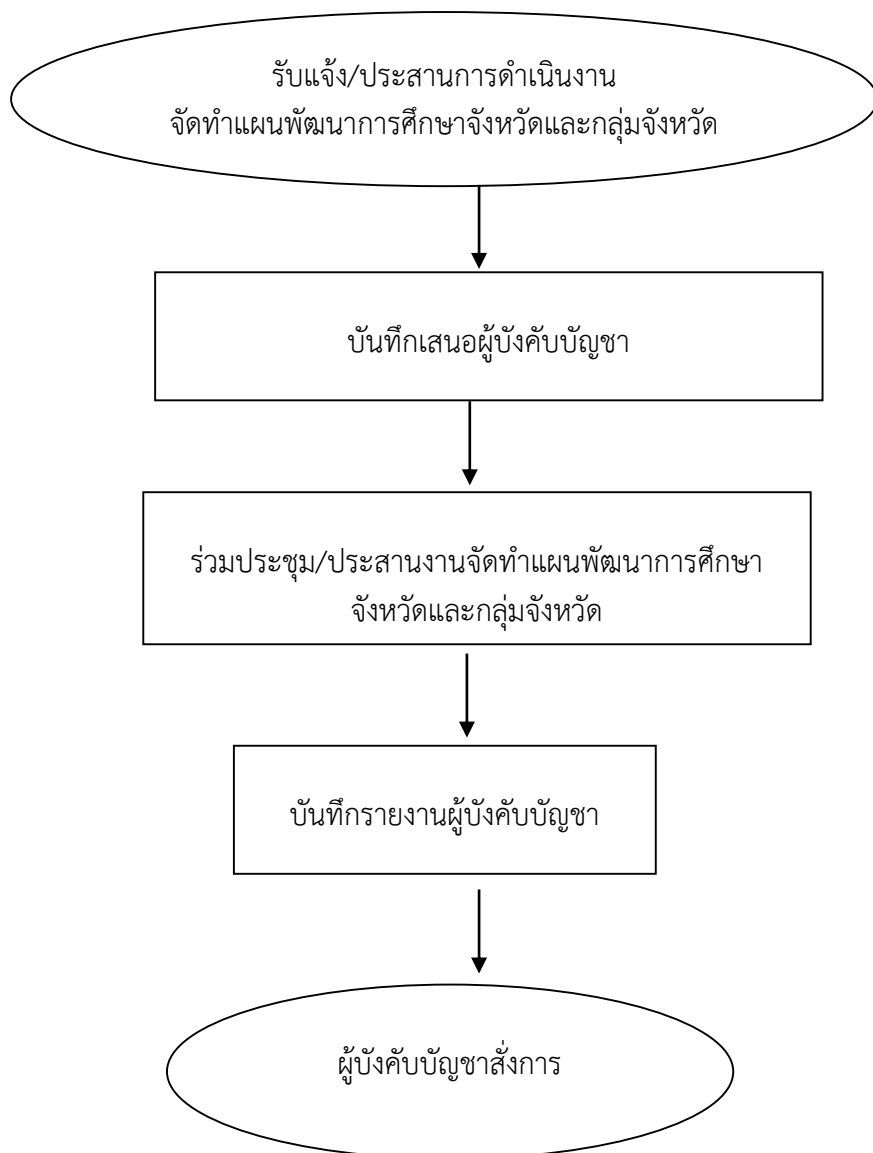 รับแจ้ง/ประสานการดำเนินงาน
จัดทำแผนพัฒนาการศึกษาจังหวัดและกลุ่มจังหวัด
บันทึกเสนอผู้บังคับบัญชา
ร่วมประชุม/ประสานงานจัดทำแผนพัฒนาการศึกษา
จังหวัดและกลุ่มจังหวัด
บันทึกรายงานผู้บังคับบัญชา
ผู้บังคับบัญชาสั่งการ